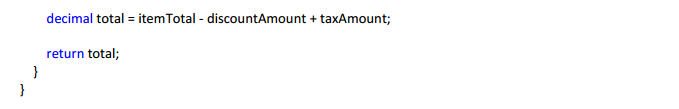 decimal total = itemTotal - discountAmount + taxAmount;
return total;
}
}